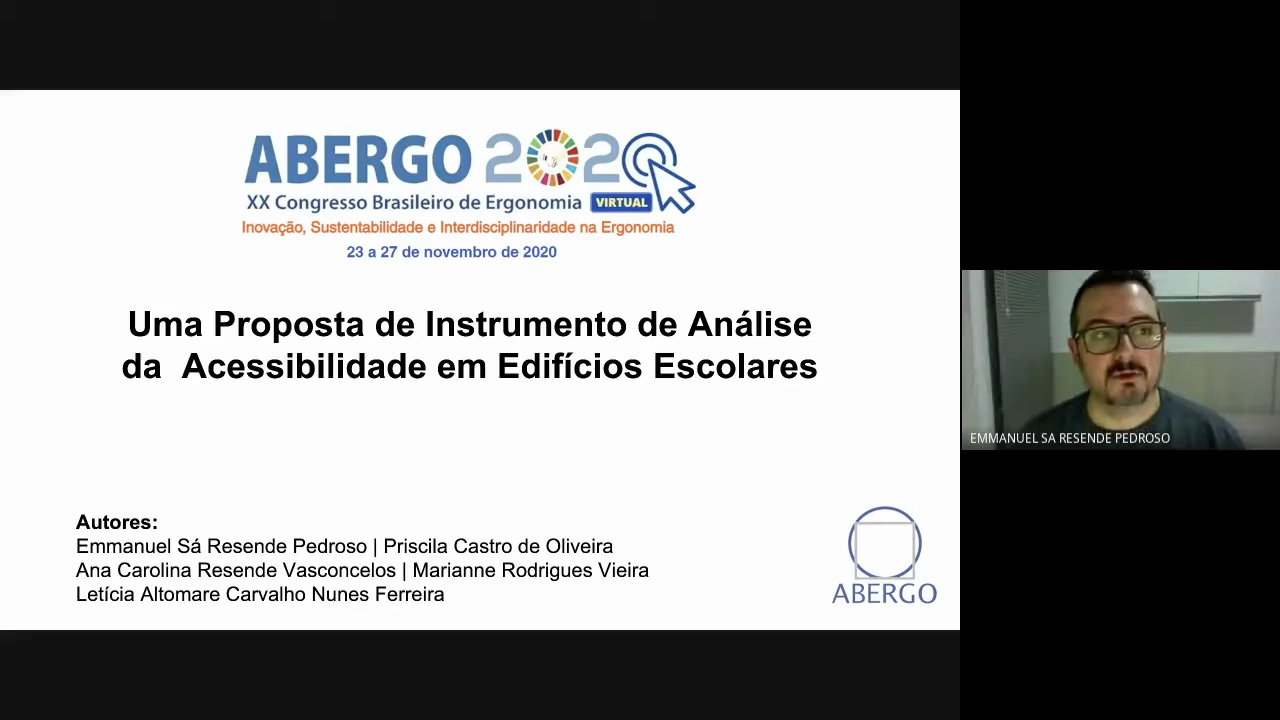 ABERGO 2020
XX Congresso Brasileiro de Ergonomia VIRTUAL
Inovação, Sustentabilidade e Interdisciplinaridade na Ergonomia
23 a 27 de novembro de 2020
Uma Proposta de Instrumento de Análise
da Acessibilidade em Edifícios Escolares
Autores:
Emmanuel Sá Resende Pedroso | Priscila Castro de Oliveira
Ana Carolina Resende Vasconcelos | Marianne Rodrigues Vieira
Letícia Altomare Carvalho Nunes Ferreira
ABERGO
EMMANUEL SA RESENDE PEDROSO